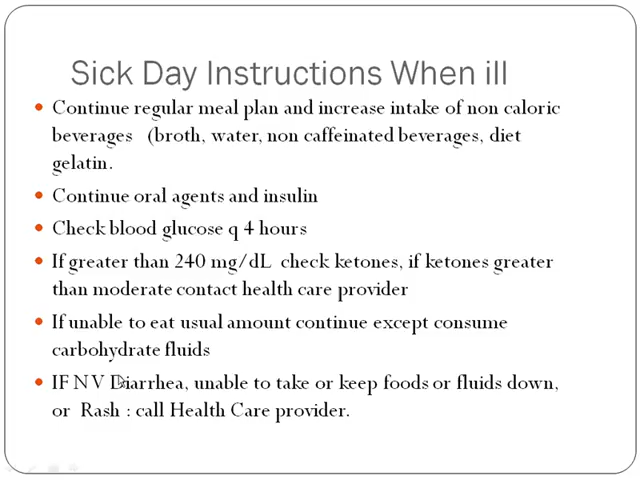 Sick Day Instructions When ill
Continue regular meal plan and increase intake of non caloric
beverages (broth, water, non caffeinated beverages, diet
gelatin.
Continue oral agents and insulin
Check blood glucose q 4 hours
If greater than 240 mg/dL check ketones, if ketones greater
than moderate contact health care provider
If unable to eat usual amount continue except consume
carbohydrate fluids
IF N V Diarrhea, unable to take or keep foods or fluids down,
or Rash : call Health Care provider.